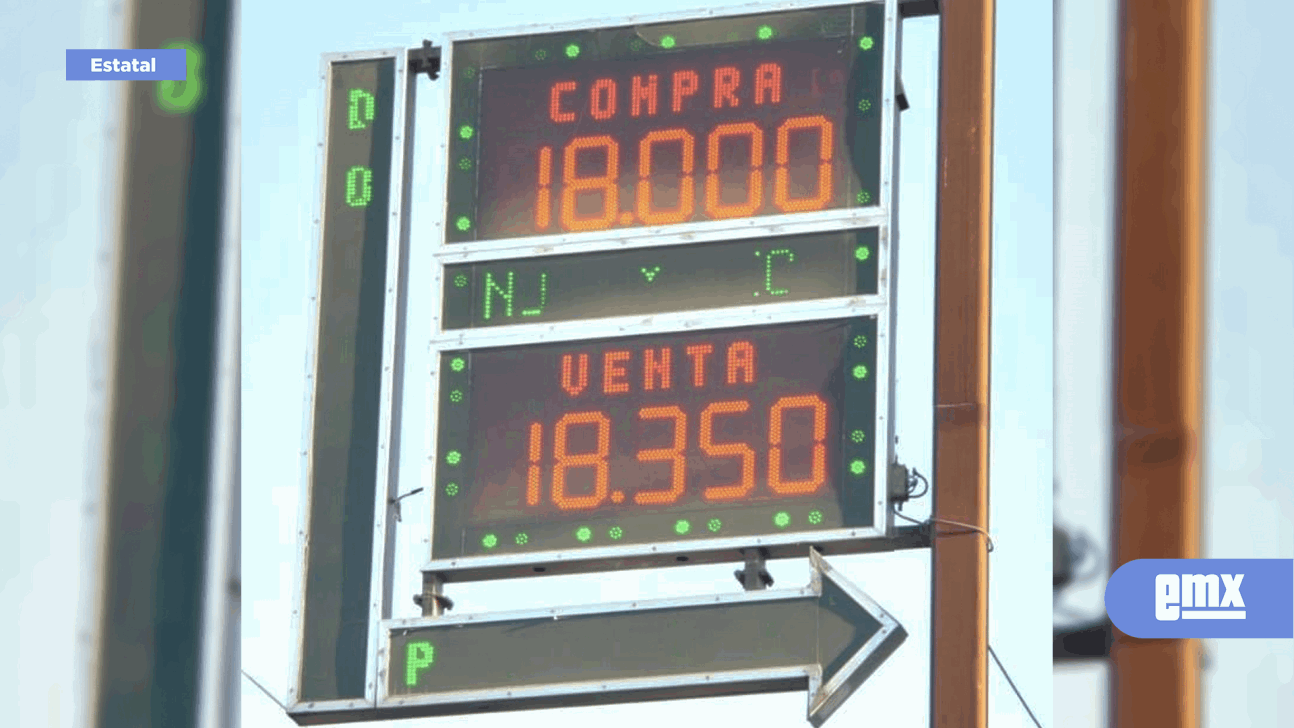 Estatal
D
O
COMPRA
18.000
VENTA
18.350
P
emx